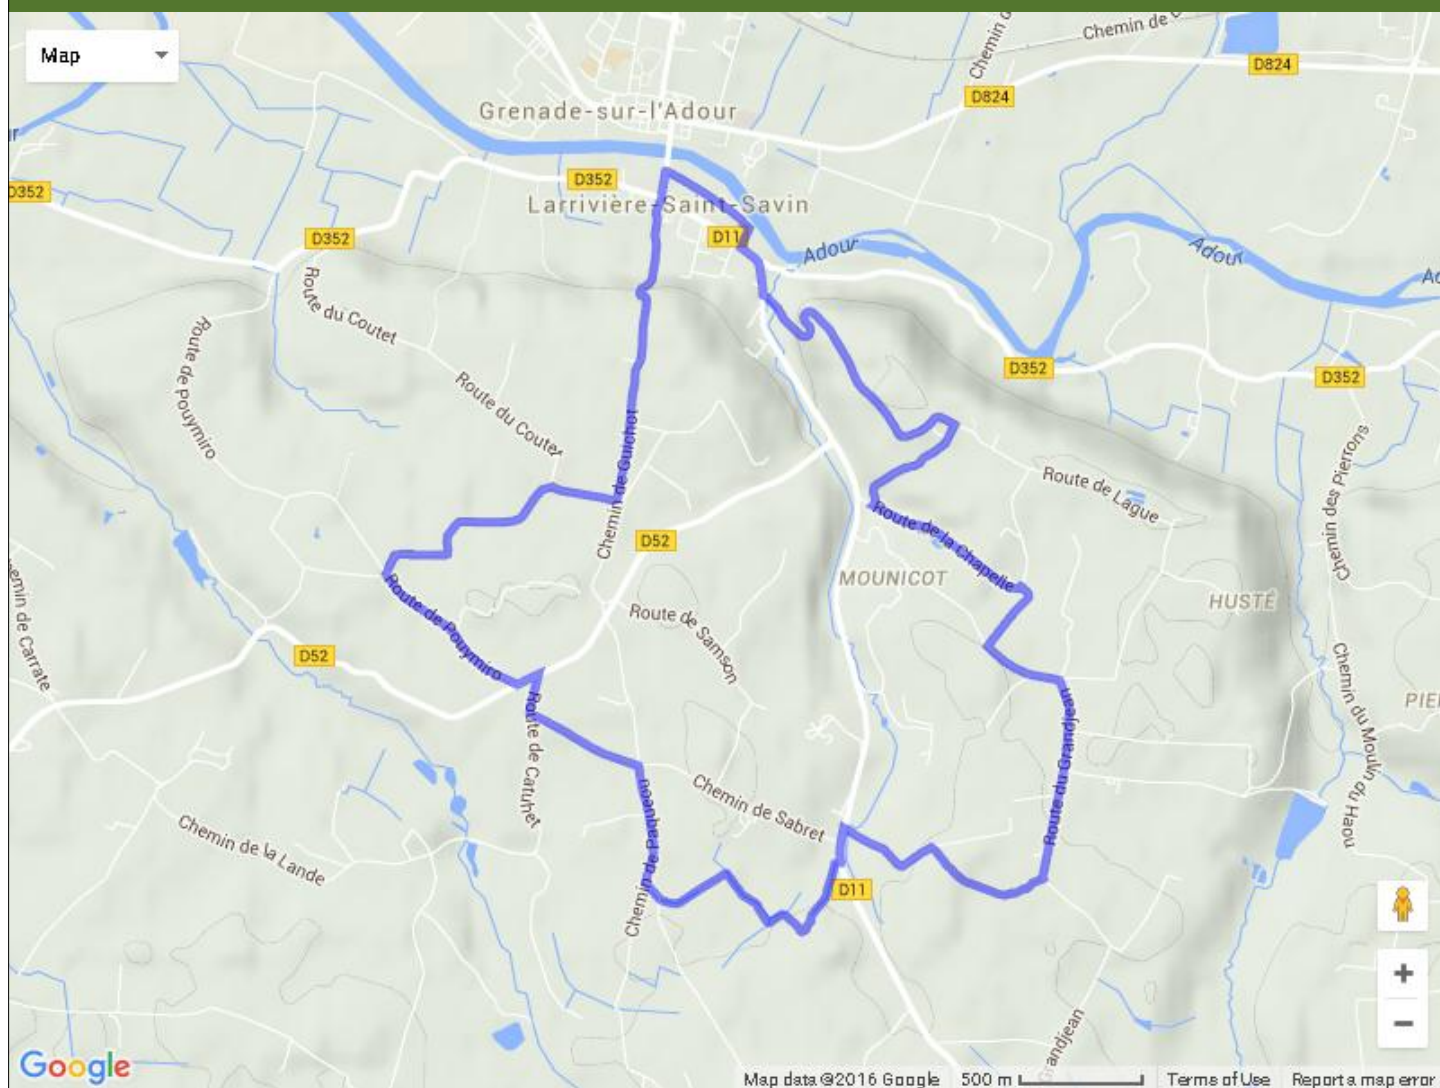 Map
Chemin de
D824
D824
Grenade-sur-l'Adour
D352
D352
Larrivière-Saint-Savin
D352
D11
Adour
Adour
Route du Coutet
Route de Pouymiro
D352
D352
Route du Coutet
Chemin de Guichot
Chemin des Pierrons
Route de Lague
Route de la Chapelle
D52
MOUNICOT
HUSTÉ
Route de Samson
Route de Pouymiro
D52
emin de Carrate
Chemin du Moulin du Haou
PIE
Route du Grandjean
Route de Catuhet
Chemin de Sabret
Chemin de Perdaqueou
Chemin de la Lande
D11
andjean
+
−
Google
Map data ©2016 Google 500 m Terms of Use Report a map error